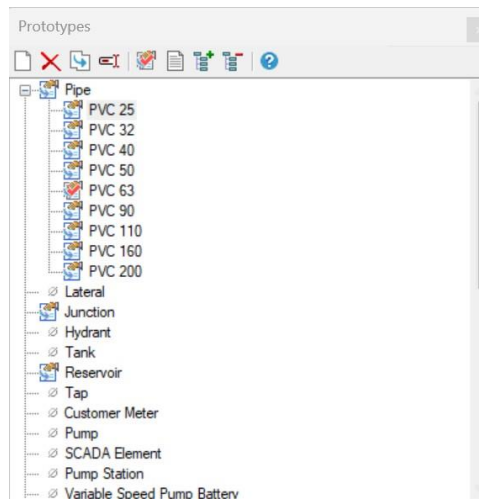 Prototypes
Pipe
PVC 25
PVC 32
PVC 40
PVC 50
PVC 63
PVC 90
PVC 110
PVC 160
PVC 200
Lateral
Junction
Hydrant
Tank
Reservoir
Tap
Customer Meter
Pump
SCADA Element
Pump Station
Variable Speed Pump Battery